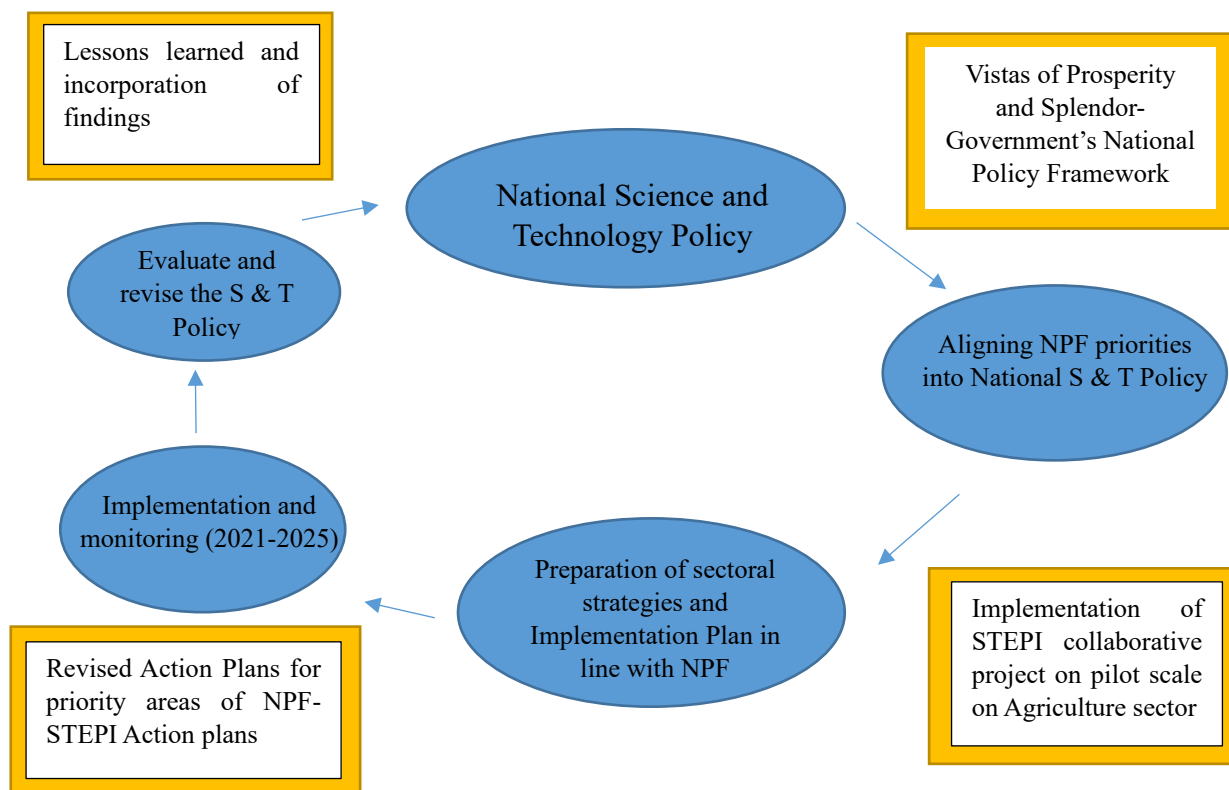 Lessons learned and
incorporation of
findings
Vistas of Prosperity
and Splendor-
Government’s National
Policy Framework
National Science and
Technology Policy
Evaluate and
revise the S & T
Policy
Aligning NPF priorities
into National S & T Policy
Implementation and
monitoring (2021-2025)
Preparation of sectoral
strategies and
Implementation Plan in
line with NPF
Implementation of
STEPI collaborative
project on pilot scale
on Agriculture sector
Revised Action Plans for
priority areas of NPF-
STEPI Action plans